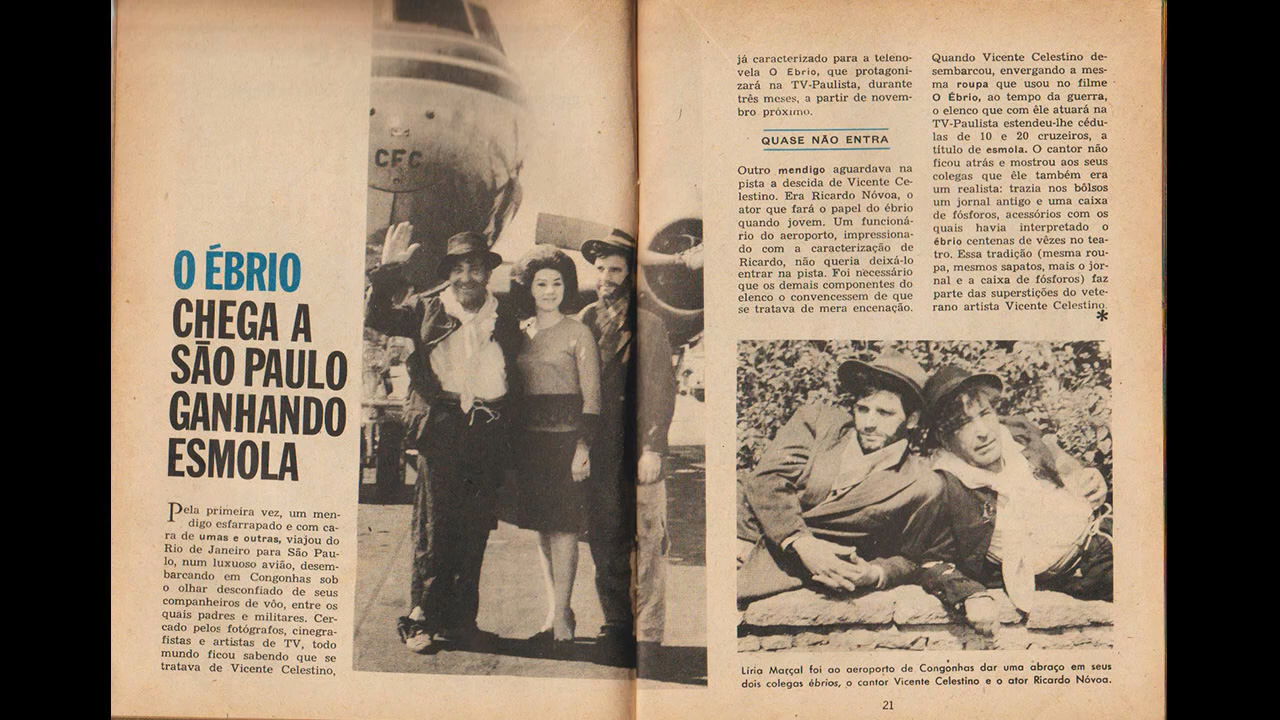 O ÉBRIO
CHEGA A
SÃO PAULO
GANHANDO
ESMOLA
Pela primeira vez, um men-
digo esfarrapado e com ca-
ra de umas e outras, viajou do
Rio de Janeiro para São Pau-
lo, num luxuoso avião, desem-
barcando em Congonhas sob
o olhar desconfiado de seus
companheiros de vôo, entre os
quais padres e militares. Cer-
cado pelos fotógrafos, cinegra-
fistas e artistas de TV, todo
mundo ficou sabendo que se
tratava de Vicente Celestino,
CFC
já caracterizado para a teleno-
vela O Ebrio, que protagoni-
zará na TV-Paulista, durante
três meses, a partir de novem-
bro próximo.
QUASE NÃO ENTRA
Outro mendigo aguardava na
pista a descida de Vicente Ce-
lestino. Era Ricardo Nóvoa, o
ator que fará o papel do ébrio
quando jovem. Um funcioná-
rio do aeroporto, impressiona-
do com a caracterização de
Ricardo, não queria deixá-lo
entrar na pista. Foi necessário
que os demais componentes do
elenco o convencessem de que
se tratava de mera encenação.
Quando Vicente Celestino de-
sembarcou, envergando a mes-
ma roupa que usou no filme
O Ébrio, ao tempo da guerra,
o elenco que com êle atuará na
TV-Paulista estendeu-lhe cédu-
las de 10 e 20 cruzeiros, a
título de esmola. O cantor não
ficou atrás e mostrou aos seus
colegas que êle também era
um realista: trazia nos bôlsos
um jornal antigo e uma caixa
de fósforos, acessórios com os
quais havia interpretado o
ébrio centenas de vêzes no tea-
tro. Essa tradição (mesma rou-
pa, mesmos sapatos, mais o jor-
nal e a caixa de fósforos) faz
parte das superstições do vete-
rano artista Vicente Celestino.
*
Líria Marçal foi ao aeroporto de Congonhas dar uma abraço em seus
dois colegas ébrios, o cantor Vicente Celestino e o ator Ricardo Nóvoa.
21